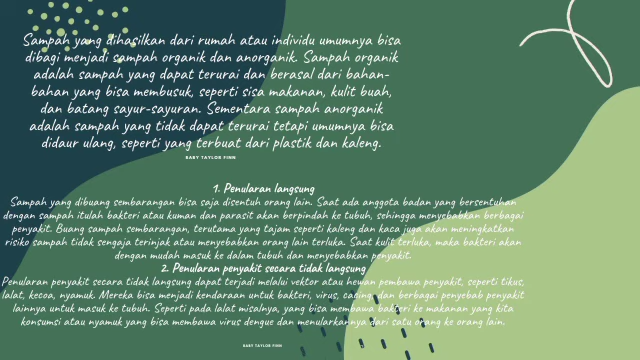 Sampah yang dihasilkan dari rumah atau individu umumnya bisa
dibagi menjadi sampah organik dan anorganik. Sampah organik
adalah sampah yang dapat terurai dan berasal dari bahan-
bahan yang bisa membusuk, seperti sisa makanan, kulit buah,
dan batang sayur-sayuran. Sementara sampah anorganik
adalah sampah yang tidak dapat terurai tetapi umumnya bisa
didaur ulang, seperti yang terbuat dari plastik dan kaleng.
BABY TAYLOR FINN
1. Penularan langsung
Sampah yang dibuang sembarangan bisa saja disentuh orang lain. Saat ada anggota badan yang bersentuhan
dengan sampah itulah bakteri atau kuman dan parasit akan berpindah ke tubuh, sehingga menyebabkan berbagai
penyakit. Buang sampah sembarangan, terutama yang tajam seperti kaleng dan kaca juga akan meningkatkan
risiko sampah tidak sengaja terinjak atau menyebabkan orang lain terluka. Saat kulit terluka, maka bakteri akan
dengan mudah masuk ke dalam tubuh dan menyebabkan penyakit.
2. Penularan penyakit secara tidak langsung
Penularan penyakit secara tidak langsung dapat terjadi melalui vektor atau hewan pembawa penyakit, seperti tikus,
lalat, kecoa, nyamuk. Mereka bisa menjadi kendaraan untuk bakteri, virus, cacing, dan berbagai penyebab penyakit
lainnya untuk masuk ke tubuh. Seperti pada lalat misalnya, yang bisa membawa bakteri ke makanan yang kita
konsumsi atau nyamuk yang bisa membawa virus dengue dan menularkannya dari satu orang ke orang lain.
BABY TAYLOR FINN